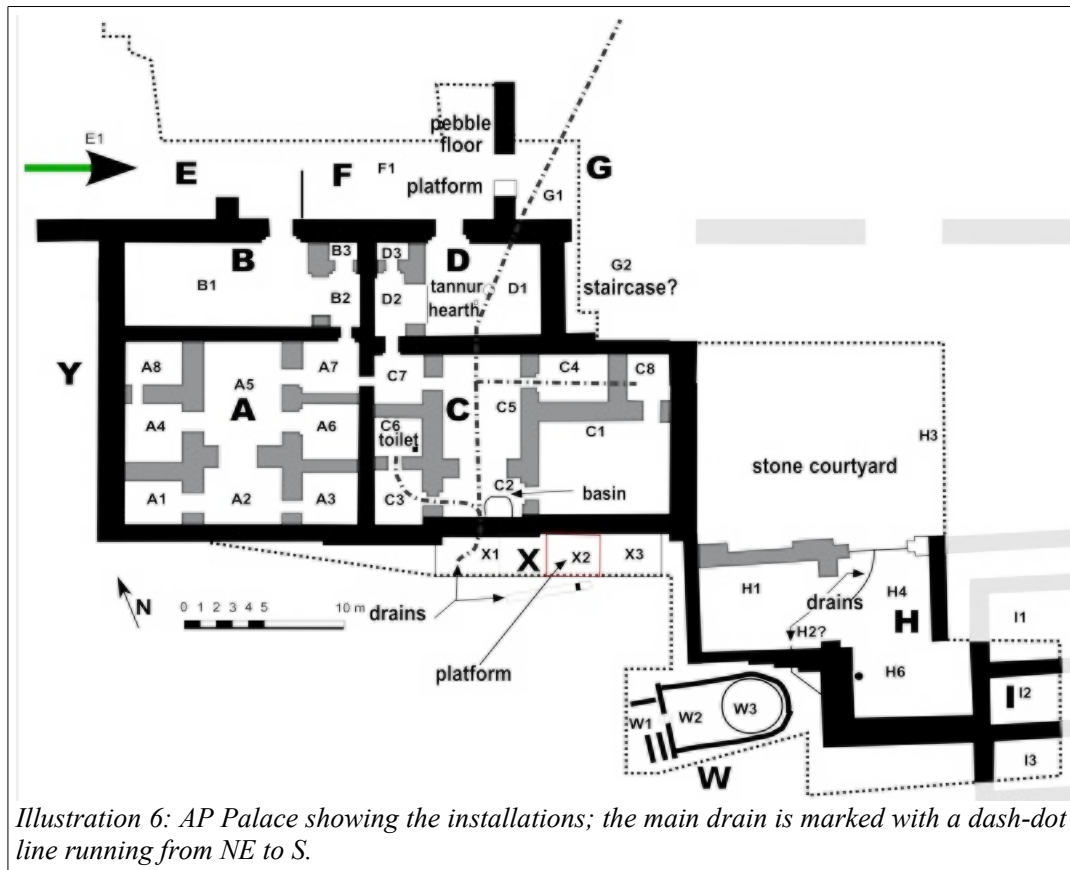 E1
E
F
F1
pebble
floor
platform
G
G1
G2
staircase?
B
B1
B3
B2
D3
D2
D
tannur
hearth
D1
Y
A8
A5
A7
A
A4
A6
A1
A2
A3
C7
C6
toilet
C3
C
C4
C8
C5
C1
C2
basin
X1
X
X2
X3
drains
platform
N
0 1 2 3 4 5 10 m
H3
stone courtyard
H1
drains
H4
H2?
H
H6
I1
I
I2
I3
W1
W2
W3
W
Illustration 6: AP Palace showing the installations; the main drain is marked with a dash-dot
line running from NE to S.